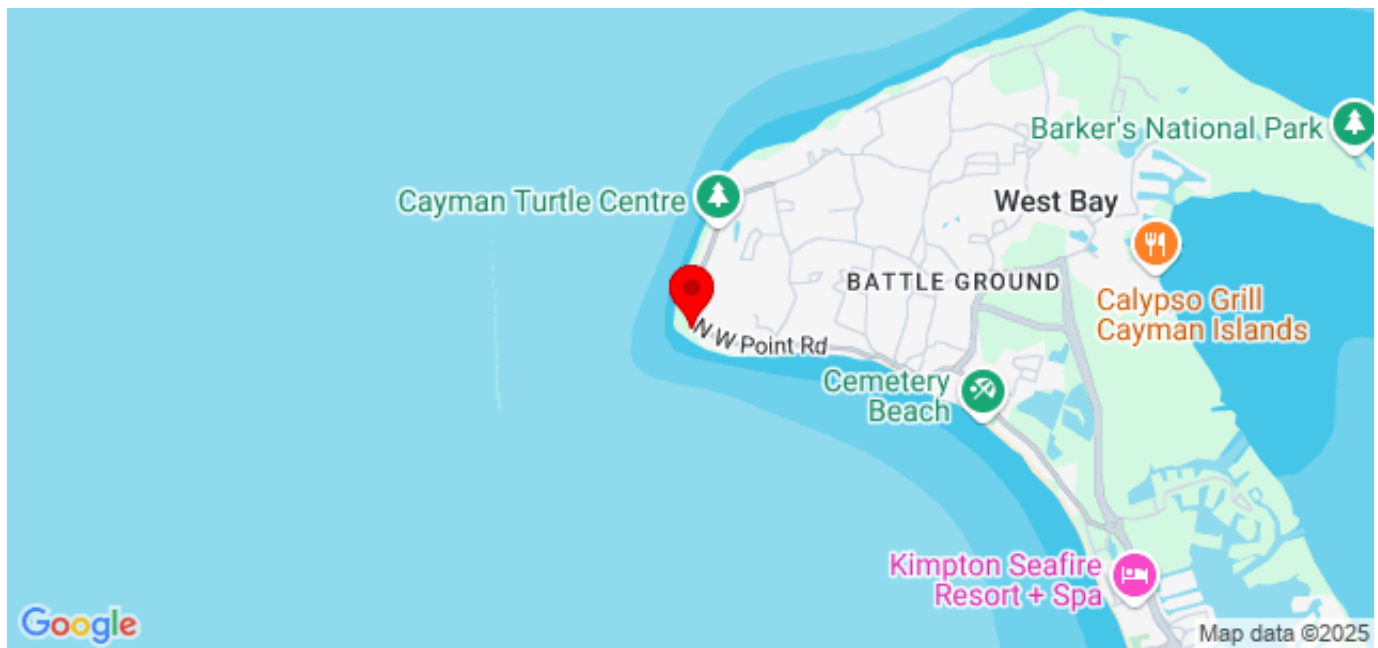 Barker's National Park
Cayman Turtle Centre
West Bay
BATTLE GROUND
Calypso Grill
Cayman Islands
N W Point Rd
Cemetery
Beach
Kimpton Seafire
Resort + Spa
Google
Map data ©2025